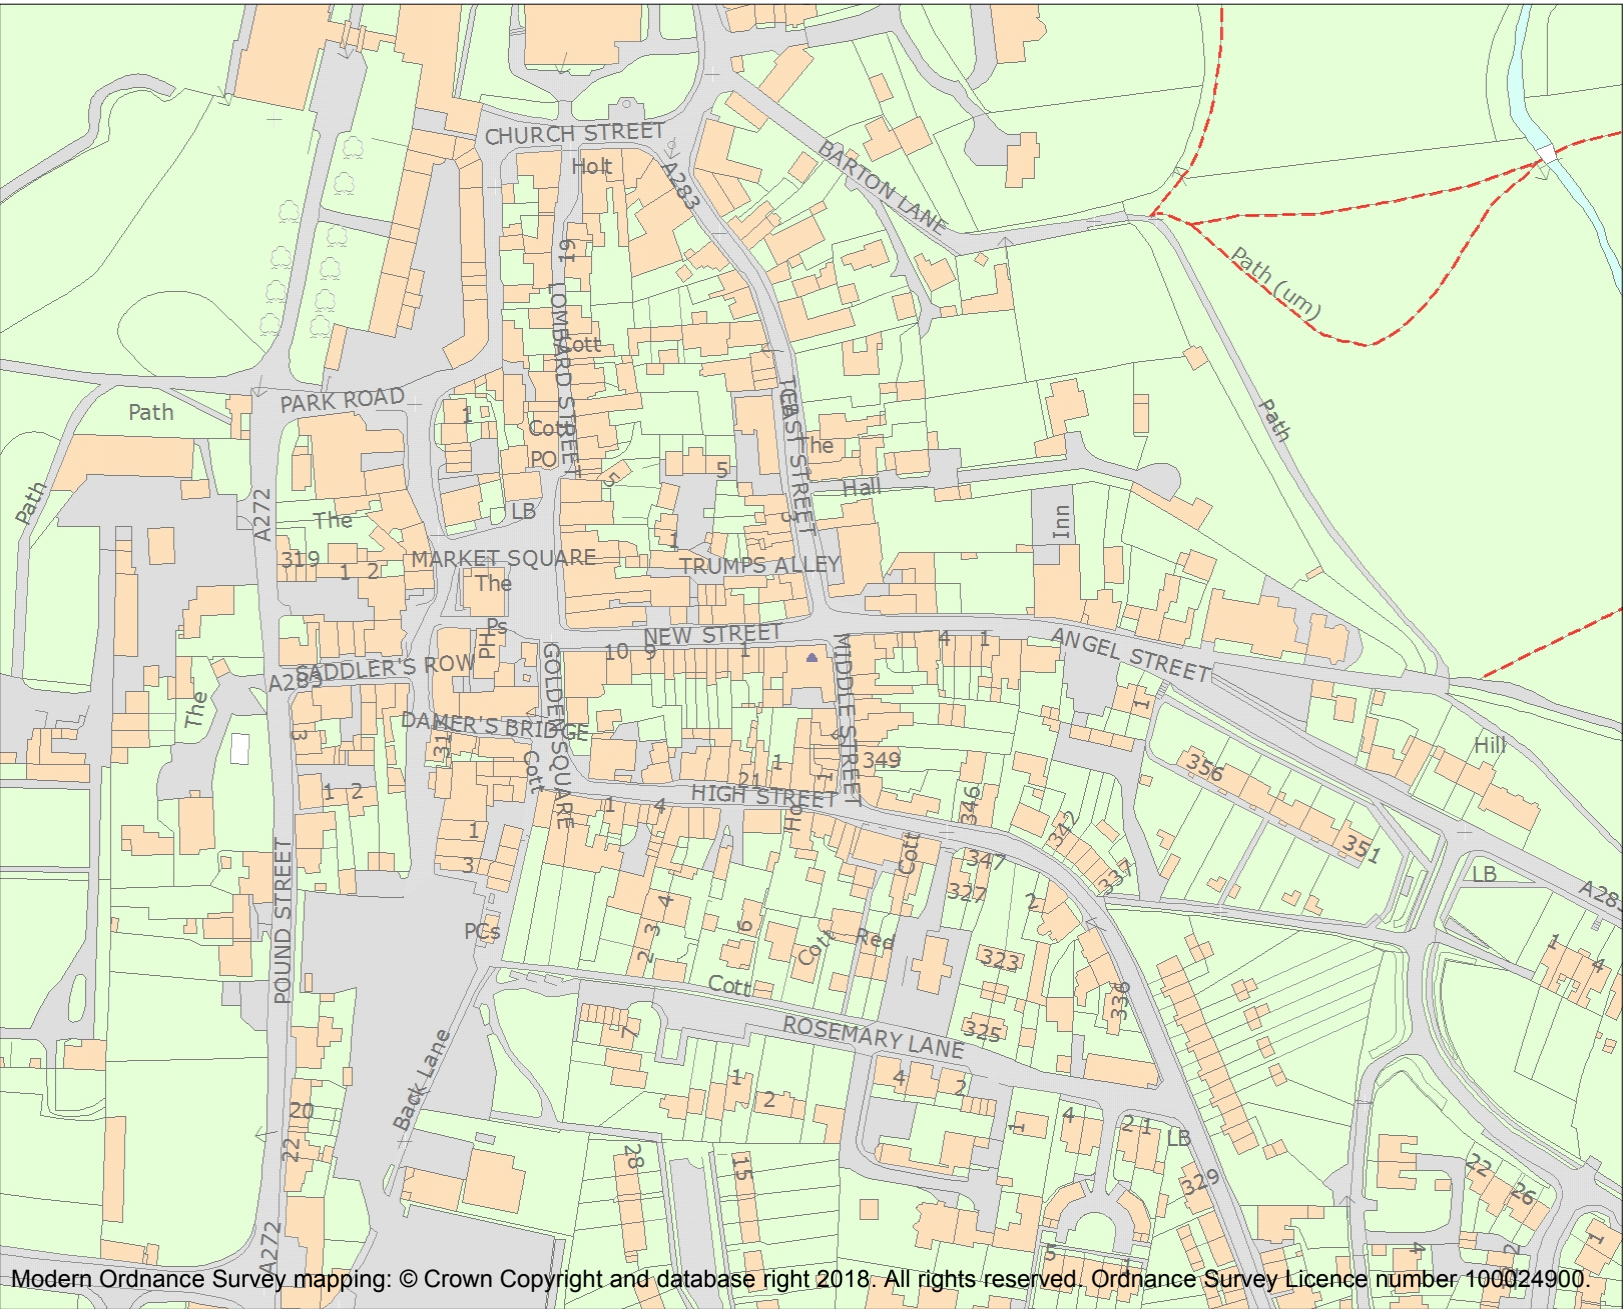 CHURCH STREET
Holt
A283
BARTON LANE
61
LOMBARD STREET
Cott
Path (um)
PARK ROAD
Path
1
Cott
PO
EAST STREET
The
Path
5
5
Hall
Path
A272
The
LB
3
Inn
1
319
1
2
MARKET SQUARE
The
TRUMPS ALLEY
Ps
PH
NEW STREET
10
9
1
4
1
ANGEL STREET
SADDLER'S ROW
A283
The
GOLDEN SQUARE
MIDDLE STREET
1
3
DAMER'S BRIDGE
31
Hill
Cott
1
349
356
21
1
1
2
HIGH STREET
1
4
Ho
346
342
351
1
3
Cott
347
337
327
LB
A283
2
POUND STREET
PCs
4
3
2
6
Cott
Red
323
1
4
Cott
336
7
ROSEMARY LANE
325
Back Lane
1
2
4
2
20
22
4
1
2
1
LB
28
15
329
22
26
A272
5
1
4
2
1
Modern Ordnance Survey mapping: © Crown Copyright and database right 2018. All rights reserved. Ordnance Survey Licence number 100024900.